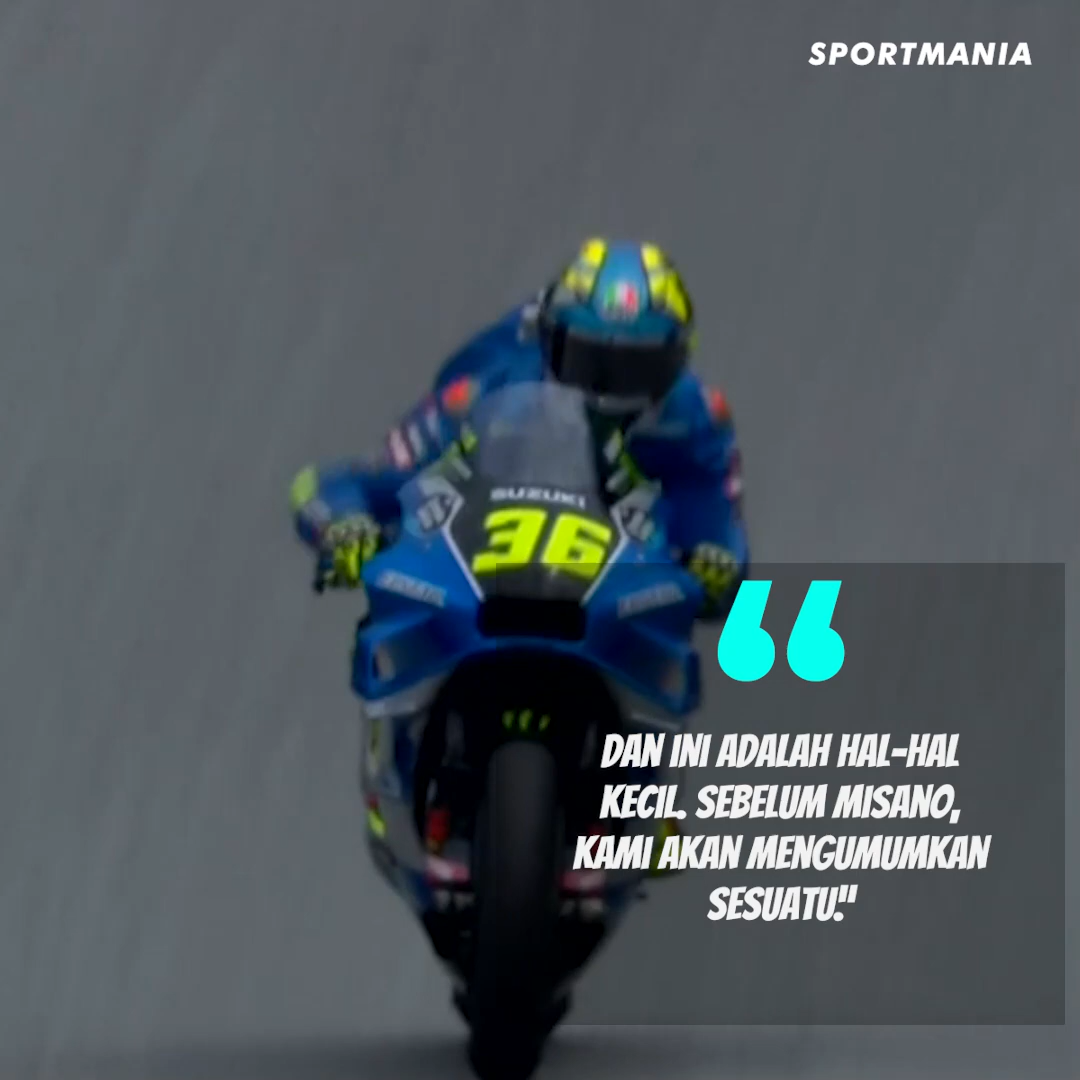 SPORTMANIA
SUZUKI
36
“
DAN INI ADALAH HAL-HAL
KECIL. SEBELUM MISANO,
KAMI AKAN MENGUMUMKAN
SESUATU."